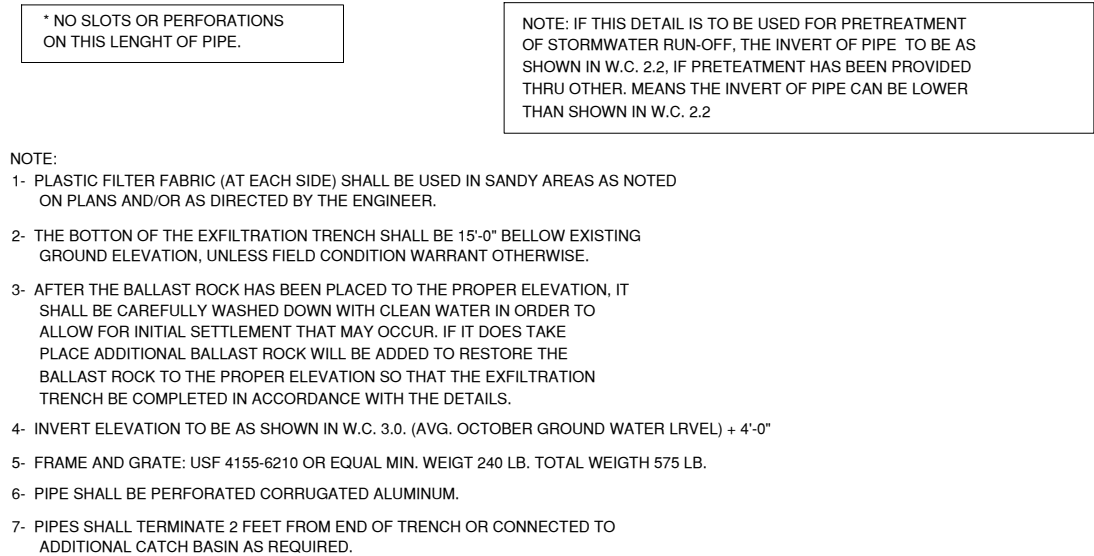 * NO SLOTS OR PERFORATIONS
ON THIS LENGHT OF PIPE.
NOTE: IF THIS DETAIL IS TO BE USED FOR PRETREATMENT
OF STORMWATER RUN-OFF, THE INVERT OF PIPE TO BE AS
SHOWN IN W.C. 2.2, IF PRETEATMENT HAS BEEN PROVIDED
THRU OTHER. MEANS THE INVERT OF PIPE CAN BE LOWER
THAN SHOWN IN W.C. 2.2
NOTE:
1- PLASTIC FILTER FABRIC (AT EACH SIDE) SHALL BE USED IN SANDY AREAS AS NOTED
ON PLANS AND/OR AS DIRECTED BY THE ENGINEER.
2- THE BOTTON OF THE EXFILTRATION TRENCH SHALL BE 15'-0" BELLOW EXISTING
GROUND ELEVATION, UNLESS FIELD CONDITION WARRANT OTHERWISE.
3- AFTER THE BALLAST ROCK HAS BEEN PLACED TO THE PROPER ELEVATION, IT
SHALL BE CAREFULLY WASHED DOWN WITH CLEAN WATER IN ORDER TO
ALLOW FOR INITIAL SETTLEMENT THAT MAY OCCUR. IF IT DOES TAKE
PLACE ADDITIONAL BALLAST ROCK WILL BE ADDED TO RESTORE THE
BALLAST ROCK TO THE PROPER ELEVATION SO THAT THE EXFILTRATION
TRENCH BE COMPLETED IN ACCORDANCE WITH THE DETAILS.
4- INVERT ELEVATION TO BE AS SHOWN IN W.C. 3.0. (AVG. OCTOBER GROUND WATER LRVEL) + 4'-0"
5- FRAME AND GRATE: USF 4155-6210 OR EQUAL MIN. WEIGT 240 LB. TOTAL WEIGTH 575 LB.
6- PIPE SHALL BE PERFORATED CORRUGATED ALUMINUM.
7- PIPES SHALL TERMINATE 2 FEET FROM END OF TRENCH OR CONNECTED TO
ADDITIONAL CATCH BASIN AS REQUIRED.